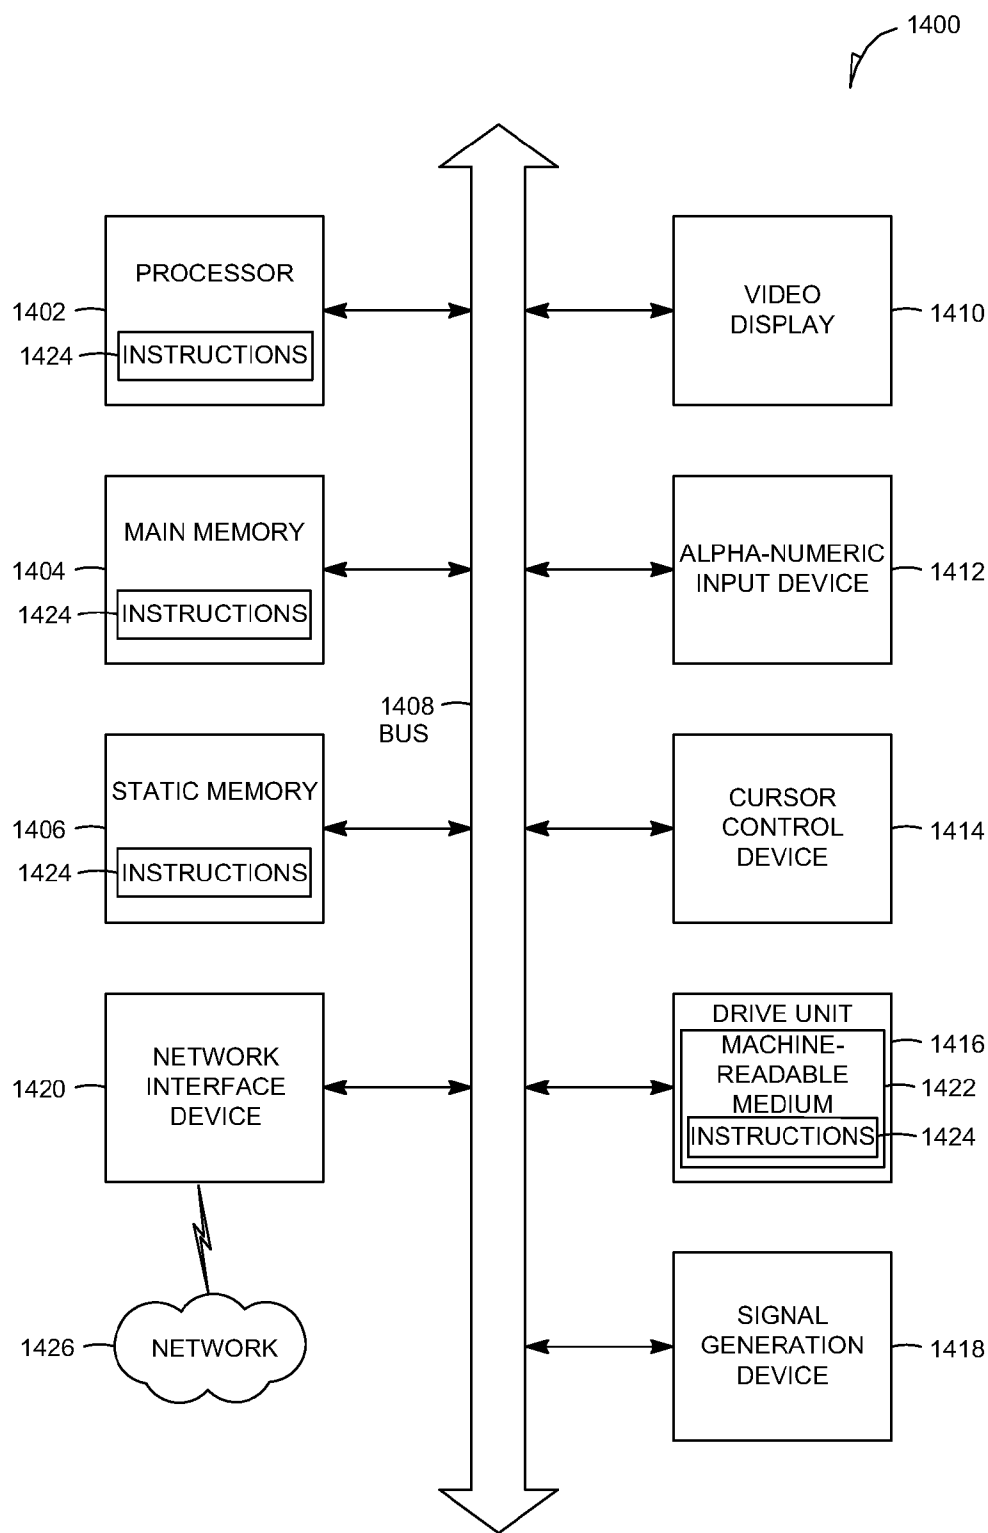 1400
PROCESSOR
1402
1424
INSTRUCTIONS
VIDEO
DISPLAY
1410
MAIN MEMORY
1404
1424
INSTRUCTIONS
ALPHA-NUMERIC
INPUT DEVICE
1412
1408
BUS
STATIC MEMORY
1406
1424
INSTRUCTIONS
CURSOR
CONTROL
DEVICE
1414
NETWORK
INTERFACE
DEVICE
1420
DRIVE UNIT
1416
MACHINE-
READABLE
MEDIUM
1422
INSTRUCTIONS
1424
NETWORK
1426
SIGNAL
GENERATION
DEVICE
1418